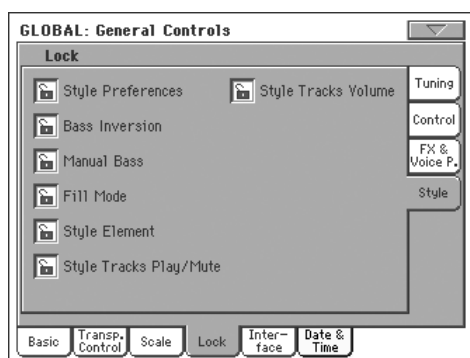 GLOBAL: General Controls
Lock
Style Preferences
Style Tracks Volume
Bass Inversion
Manual Bass
Fill Mode
Style Element
Style Tracks Play/Mute
Tuning
Control
FX &
Voice P.
Style
Basic
Transp.
Control
Scale
Lock
Inter-
face
Date &
Time